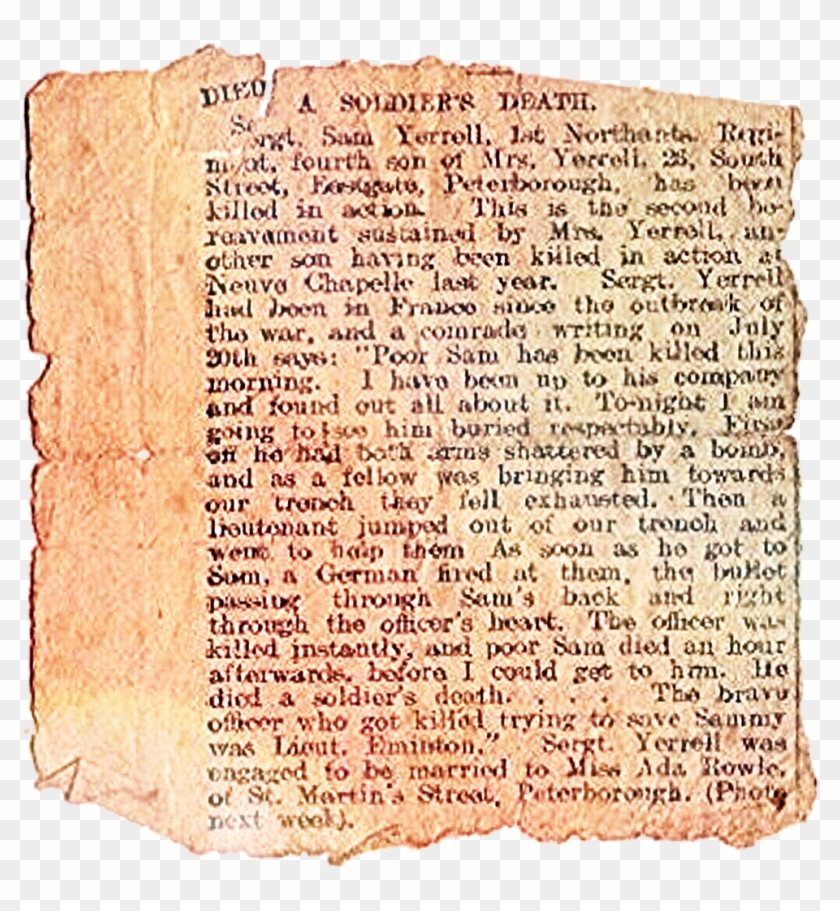 DIED
A SOLDIER'S DEATH.
Sergt. Sam Yerrell, 1st Northants. Regi-
ment, fourth son of Mrs. Yerrell, 25, South
Street, Eastgate, Peterborough, has been
killed in action. This is the second be-
reavement sustained by Mrs. Yerrell, an-
other son having been killed in action at
Neuve Chapelle last year. Sergt. Yerrell
had been in France since the outbreak of
the war, and a comrade writing on July
20th says: "Poor Sam has been killed this
morning. I have been up to his company
and found out all about it. To-night I am
going to see him buried respectably. First
on he had both arms shattered by a bomb,
and as a fellow was bringing him towards
our trench they fell exhausted. Then a
lieutenant jumped out of our trench and
went to help them As soon as he got to
Sam, a German fired at them, the bullet
passing through Sam's back and right
through the officer's heart. The officer was
killed instantly, and poor Sam died an hour
afterwards, before I could get to him. He
died a soldier's death. . . . The brave
officer who got killed trying to save Sammy
was Lieut. Eminton." Sergt. Yerrell was
engaged to be married to Miss Ada Rowle,
of St. Martin's Street, Peterborough. (Photo
next week).